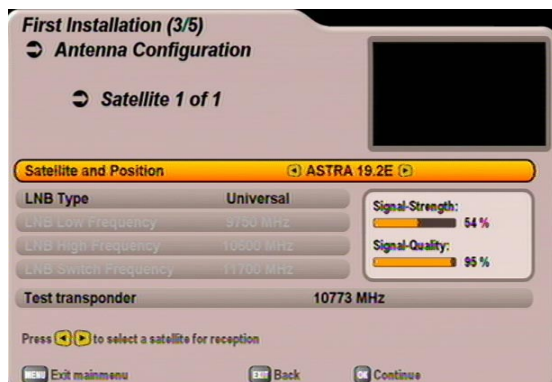 First Installation (3/5)
Antenna Configuration
Satellite 1 of 1
Satellite and Position ASTRA 19.2E
LNB Type Universal
LNB Low Frequency 9750 MHz
LNB High Frequency 10600 MHz
LNB Switch Frequency 11700 MHz
Signal-Strength:
54 %
Signal-Quality:
95 %
Test transponder 10773 MHz
Press to select a satellite for reception
MENU Exit mainmenu EXIT Back OK Continue